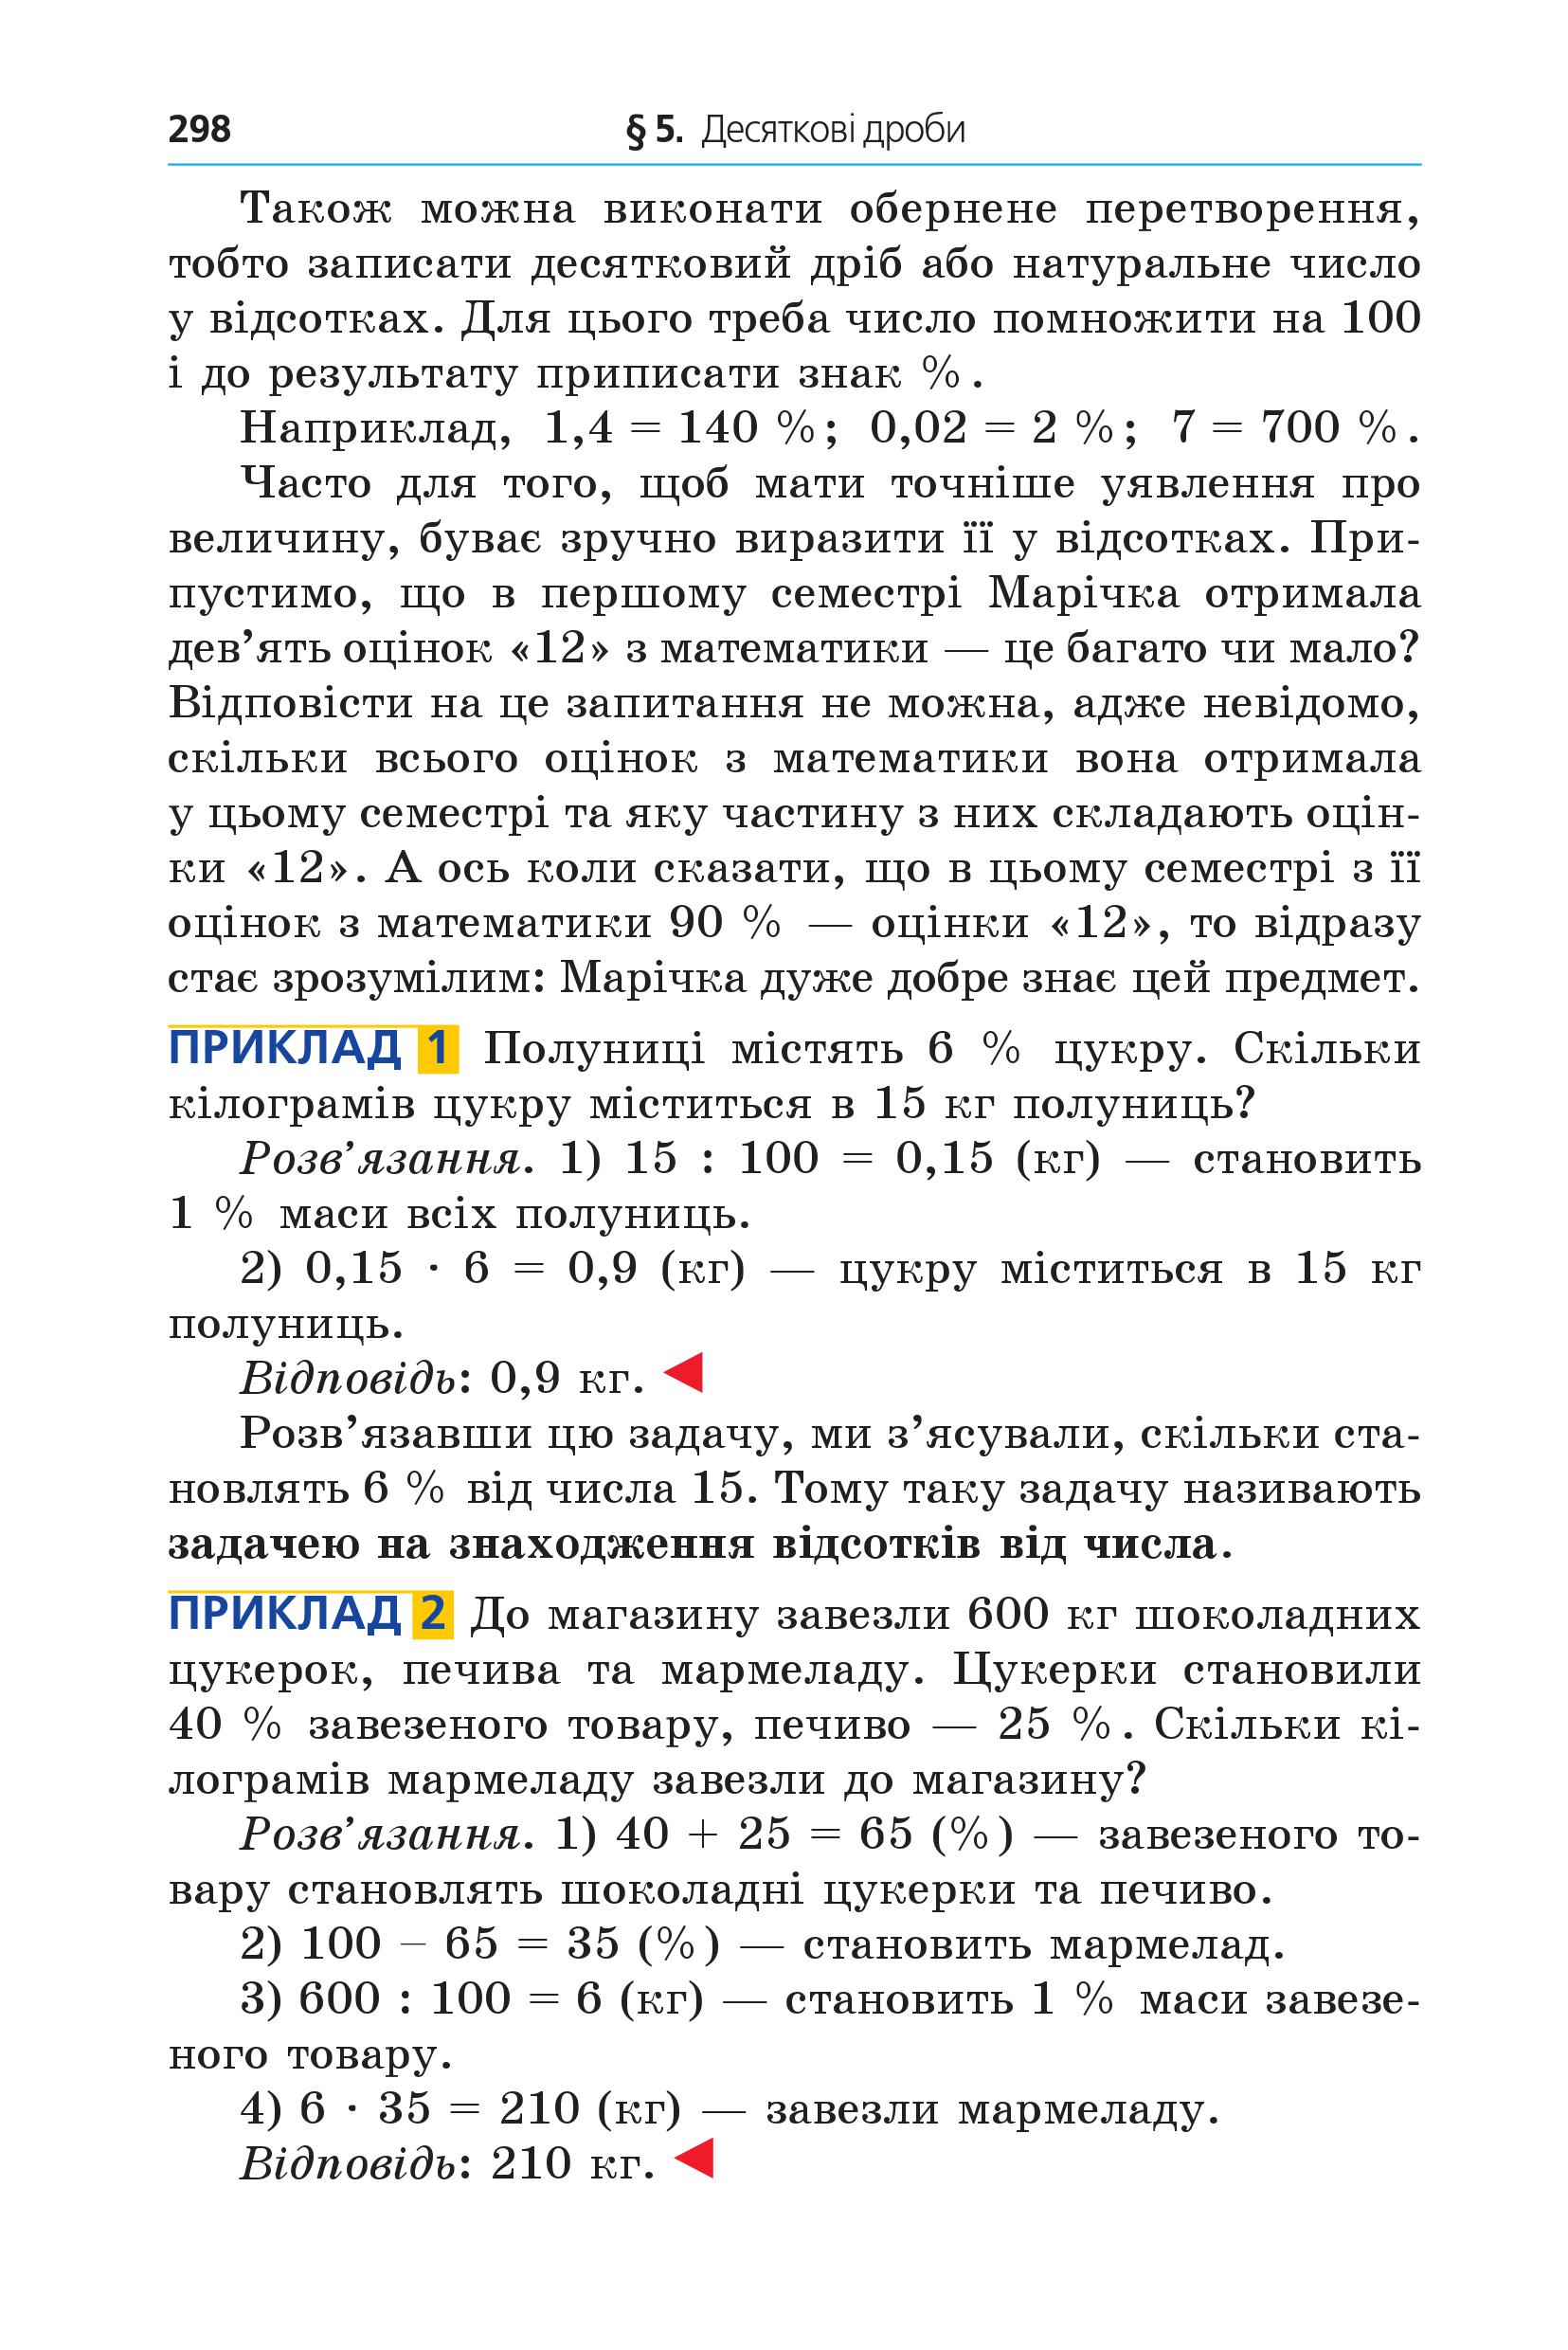 298
§ 5. Десяткові дроби
Також можна виконати обернене перетворення,
тобто записати десятковий дріб або натуральне число
у відсотках. Для цього треба число помножити на 100
і до результату приписати знак %.
Наприклад, 1,4 = 140 %; 0,02 = 2 %; 7 = 700 %.
Часто для того, щоб мати точніше уявлення про
величину, буває зручно виразити її у відсотках. При-
пустимо, що в першому семестрі Марічка отримала
дев’ять оцінок «12» з математики — це багато чи мало?
Відповісти на це запитання не можна, адже невідомо,
скільки всього оцінок з математики вона отримала
у цьому семестрі та яку частину з них складають оцін-
ки «12». А ось коли сказати, що в цьому семестрі з її
оцінок з математики 90 % — оцінки «12», то відразу
стає зрозумілим: Марічка дуже добре знає цей предмет.
ПРИКЛАД 1 Полуниці містять 6 % цукру. Скільки
кілограмів цукру міститься в 15 кг полуниць?
Розв’язання. 1) 15 : 100 = 0,15 (кг) — становить
1 % маси всіх полуниць.
2) 0,15 · 6 = 0,9 (кг) — цукру міститься в 15 кг
полуниць.
Відповідь: 0,9 кг. ◀
Розв’язавши цю задачу, ми з’ясували, скільки ста-
новлять 6 % від числа 15. Тому таку задачу називають
задачею на знаходження відсотків від числа.
ПРИКЛАД 2 До магазину завезли 600 кг шоколадних
цукерок, печива та мармеладу. Цукерки становили
40 % завезеного товару, печиво — 25 %. Скільки кі-
лограмів мармеладу завезли до магазину?
Розв’язання. 1) 40 + 25 = 65 (%) — завезеного то-
вару становлять шоколадні цукерки та печиво.
2) 100 – 65 = 35 (%) — становить мармелад.
3) 600 : 100 = 6 (кг) — становить 1 % маси завезе-
ного товару.
4) 6 · 35 = 210 (кг) — завезли мармеладу.
Відповідь: 210 кг. ◀